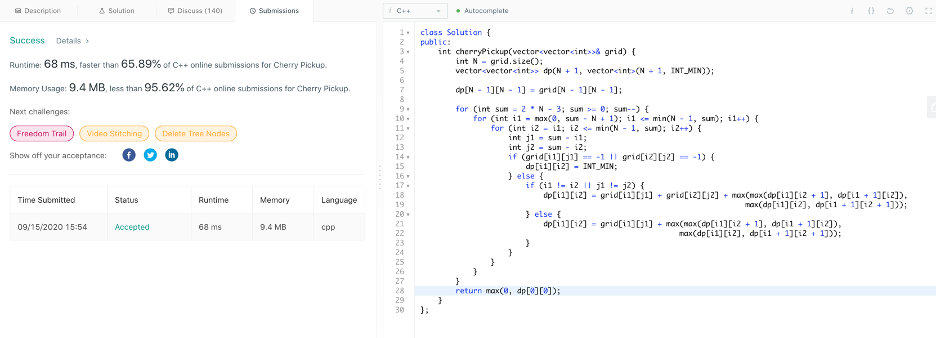 Description
Solution
Discuss (140)
Submissions
Success Details >
Runtime: 68 ms, faster than 65.89% of C++ online submissions for Cherry Pickup.
Memory Usage: 9.4 MB, less than 95.62% of C++ online submissions for Cherry Pickup.
Next challenges:
Freedom Trail
Video Stitching
Delete Tree Nodes
Show off your acceptance:
Time Submitted Status Runtime Memory Language
09/15/2020 15:54 Accepted 68 ms 9.4 MB cpp
i C++
Autocomplete
i {}
1 class Solution {
2 public:
3 int cherryPickup(vector<vector<int>>& grid) {
4 int N = grid.size();
5 vector<vector<int>> dp(N + 1, vector<int>(N + 1, INT_MIN));
6
7 dp[N - 1][N - 1] = grid[N - 1][N - 1];
8
9 for (int sum = 2 * N - 3; sum >= 0; sum--) {
10 for (int i1 = max(0, sum - N + 1); i1 <= min(N - 1, sum); i1++) {
11 for (int i2 = i1; i2 <= min(N - 1, sum); i2++) {
12 int j1 = sum - i1;
13 int j2 = sum - i2;
14 if (grid[i1][j1] == -1 || grid[i2][j2] == -1) {
15 dp[i1][i2] = INT_MIN;
16 } else {
17 if (i1 != i2 || j1 != j2) {
18 dp[i1][i2] = grid[i1][j1] + grid[i2][j2] + max(max(dp[i1][i2 + 1], dp[i1 + 1][i2]),
19 max(dp[i1][i2], dp[i1 + 1][i2 + 1]));
20 } else {
21 dp[i1][i2] = grid[i1][j1] + max(max(dp[i1][i2 + 1], dp[i1 + 1][i2]),
22 max(dp[i1][i2], dp[i1 + 1][i2 + 1]));
23 }
24 }
25 }
26 }
27 }
28 return max(0, dp[0][0]);
29 }
30 };